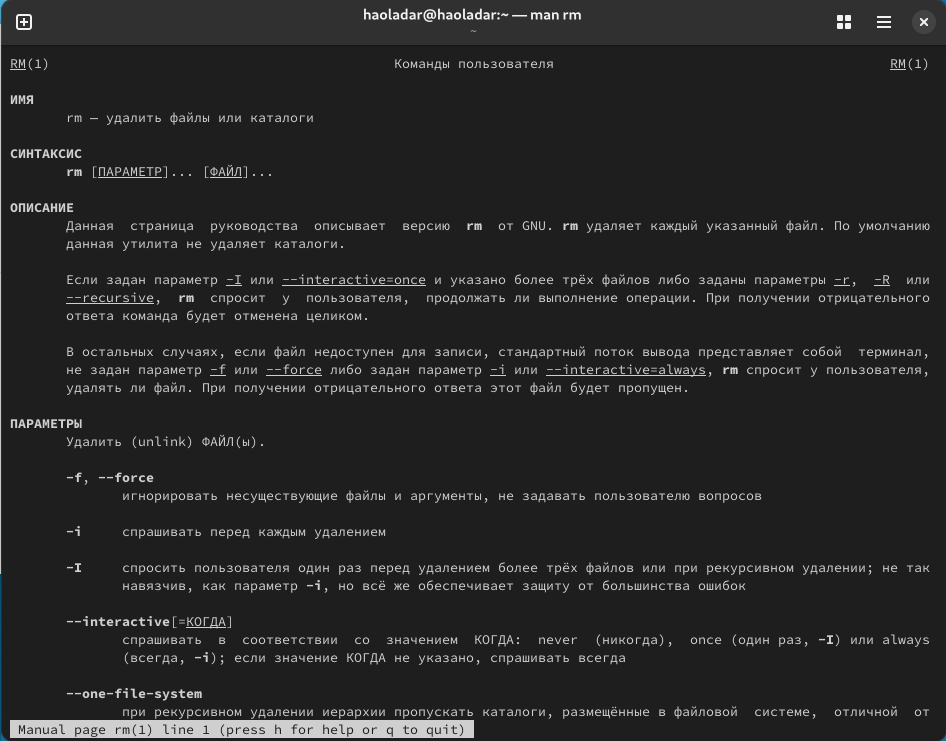 haoladar@haoladar:~ — man rm
~
RM(1) Команды пользователя RM(1)
ИМЯ
rm — удалить файлы или каталоги
СИНТАКСИС
rm [ПАРАМЕТР]... [ФАЙЛ]...
ОПИСАНИЕ
Данная страница руководства описывает версию rm от GNU. rm удаляет каждый указанный файл. По умолчанию
данная утилита не удаляет каталоги.
Если задан параметр -I или --interactive=once и указано более трёх файлов либо заданы параметры -r, -R или
--recursive, rm спросит у пользователя, продолжать ли выполнение операции. При получении отрицательного
ответа команда будет отменена целиком.
В остальных случаях, если файл недоступен для записи, стандартный поток вывода представляет собой терминал,
не задан параметр -f или --force либо задан параметр -i или --interactive=always, rm спросит у пользователя,
удалять ли файл. При получении отрицательного ответа этот файл будет пропущен.
ПАРАМЕТРЫ
Удалить (unlink) ФАЙЛ(ы).
-f, --force
игнорировать несуществующие файлы и аргументы, не задавать пользователю вопросов
-i спрашивать перед каждым удалением
-I спросить пользователя один раз перед удалением более трёх файлов или при рекурсивном удалении; не так
навязчив, как параметр -i, но всё же обеспечивает защиту от большинства ошибок
--interactive[=КОГДА]
спрашивать в соответствии со значением КОГДА: never (никогда), once (один раз, -I) или always
(всегда, -i); если значение КОГДА не указано, спрашивать всегда
--one-file-system
при рекурсивном удалении иерархии пропускать каталоги, размещённые в файловой системе, отличной от
Manual page rm(1) line 1 (press h for help or q to quit)